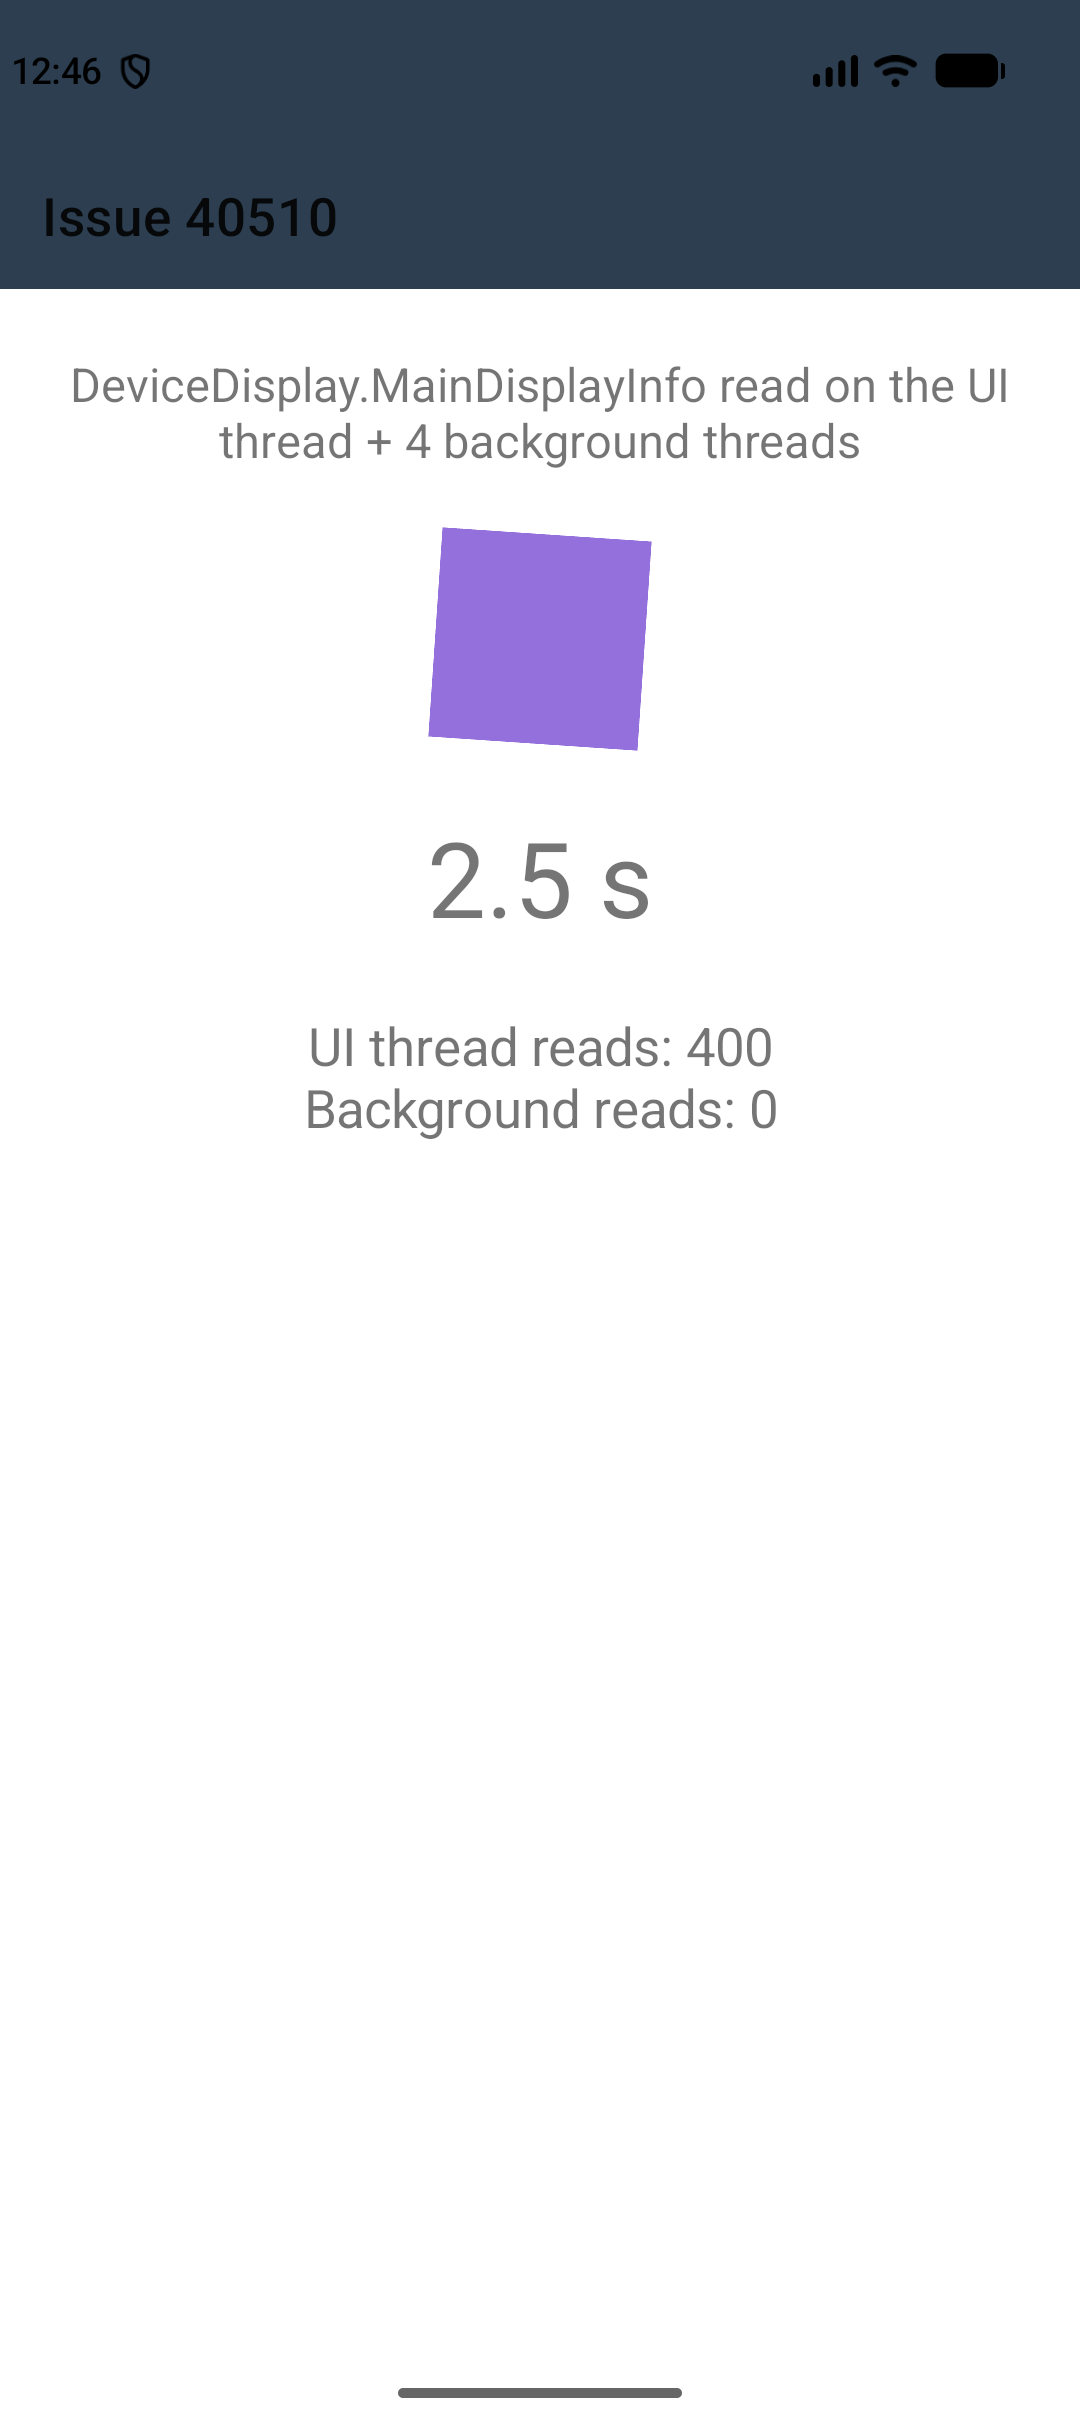 12:46
Issue 40510
DeviceDisplay.MainDisplayInfo read on the UI
thread + 4 background threads
2.5 s
UI thread reads: 400
Background reads: 0